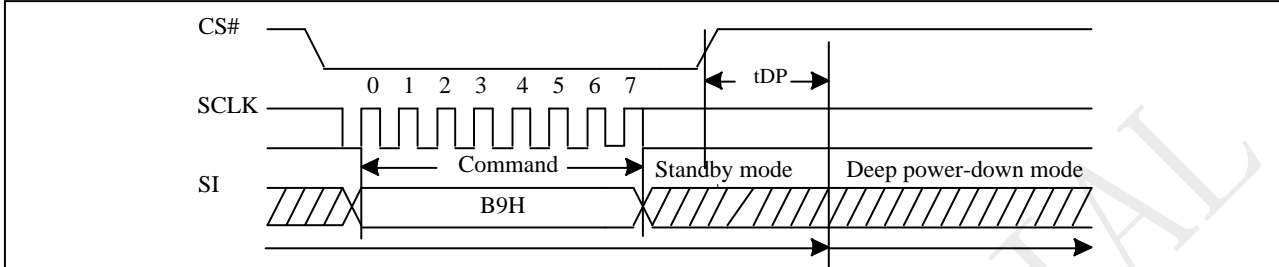 CS#
tDP
0 1 2 3 4 5 6 7
SCLK
Command
Standby mode
Deep power-down mode
SI
B9H